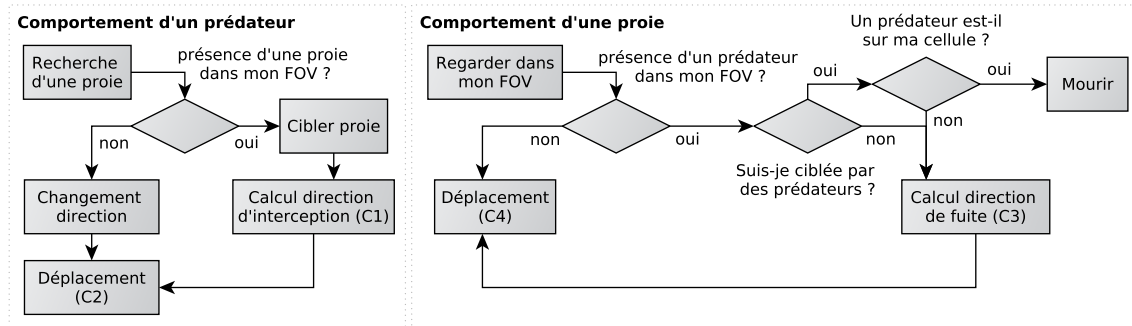 Comportement d'un prédateur
Recherche
d'une proie
présence d'une proie
dans mon FOV ?
non
oui
Cibler proie
Changement
direction
Calcul direction
d'interception (C1)
Déplacement
(C2)
Comportement d'une proie
Regarder dans
mon FOV
présence d'un prédateur
dans mon FOV ?
non
oui
Suis-je ciblée par
des prédateurs ?
oui
non
Un prédateur est-il
sur ma cellule ?
oui
non
Mourir
Déplacement
(C4)
Calcul direction
de fuite (C3)